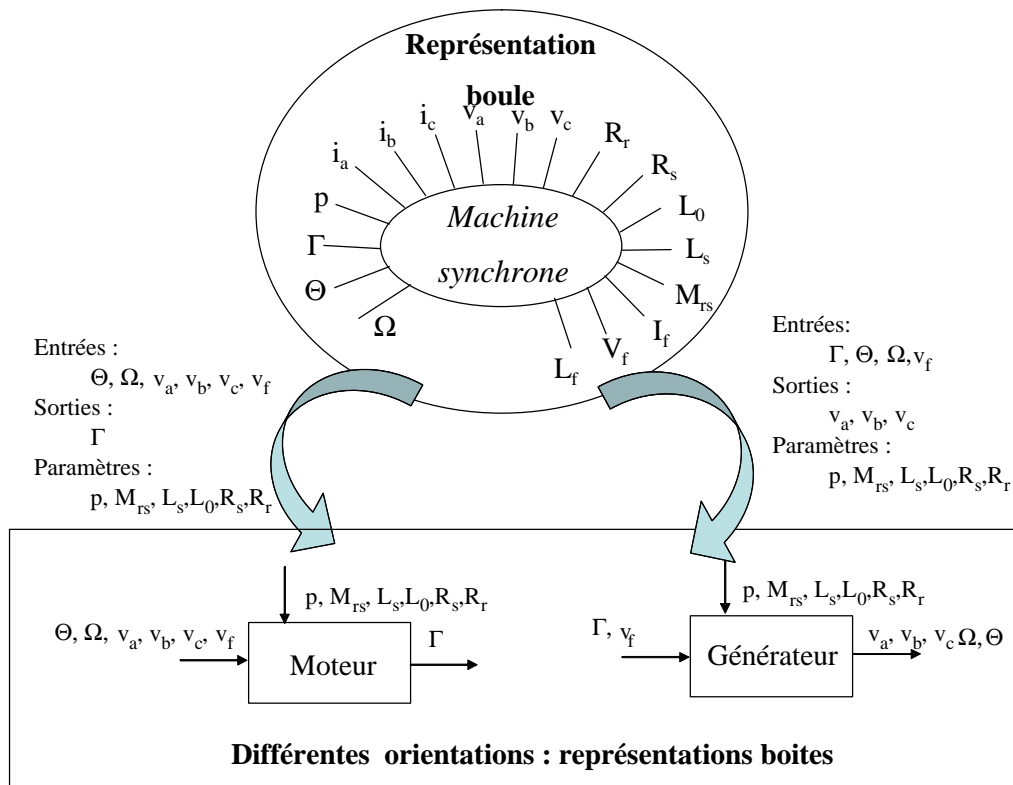 Représentation
boule
i_a
i_b
i_c
v_a
v_b
v_c
R_r
R_s
L_0
L_s
M_rs
I_f
V_f
L_f
p
Γ
Θ
Ω
Machine
synchrone
Entrées :
Θ, Ω, v_a, v_b, v_c, v_f
Sorties :
Γ
Paramètres :
p, M_rs, L_s,L_0,R_s,R_r
Entrées:
Γ, Θ, Ω,v_f
Sorties :
v_a, v_b, v_c
Paramètres :
p, M_rs, L_s,L_0,R_s,R_r
p, M_rs, L_s,L_0,R_s,R_r
Θ, Ω, v_a, v_b, v_c, v_f
Moteur
Γ
p, M_rs, L_s,L_0,R_s,R_r
Γ, v_f
Générateur
v_a, v_b, v_c Ω,Θ
Différentes orientations : représentations boites